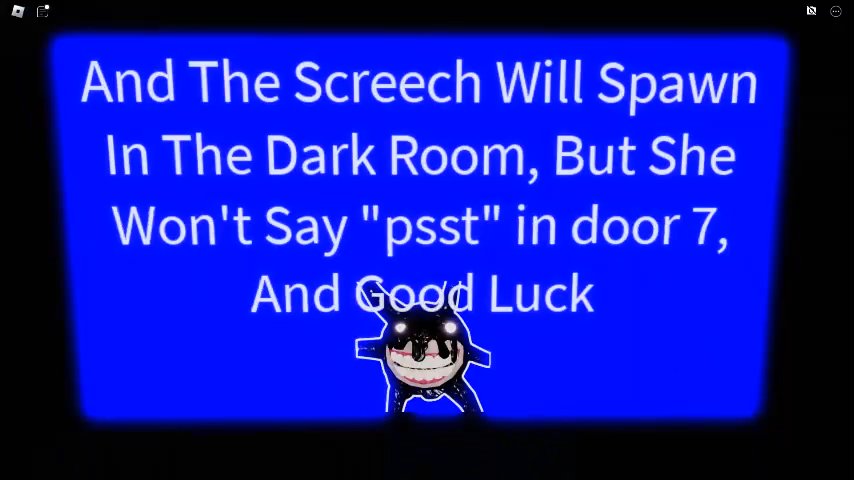 And The Screech Will Spawn
In The Dark Room, But She
Won't Say "psst" in door 7,
And Good Luck